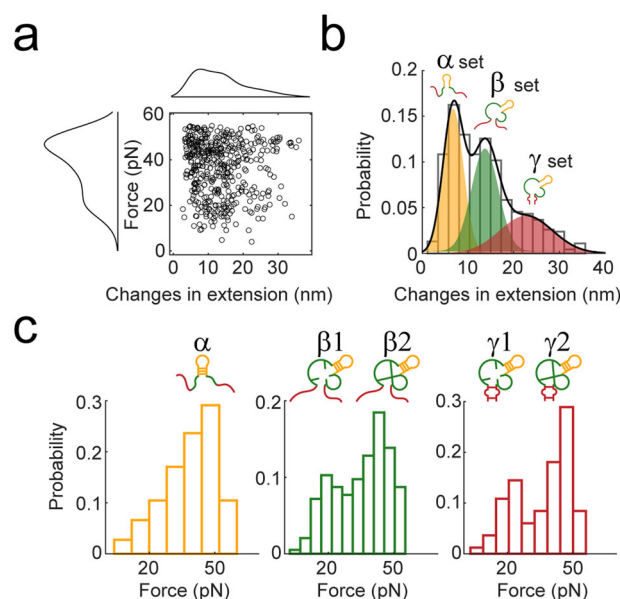 a
Force (pN)
60
40
20
0
0 10 20 30
Changes in extension (nm)
b
α set
β set
γ set
Probability
0.2
0.15
0.1
0.05
0
0 10 20 30 40
Changes in extension (nm)
c
α
Probability
0.3
0.2
0.1
0
20 50
Force (pN)
β1 β2
0.2
0.1
0
20 50
Force (pN)
γ1 γ2
0.3
0.2
0.1
0
20 50
Force (pN)